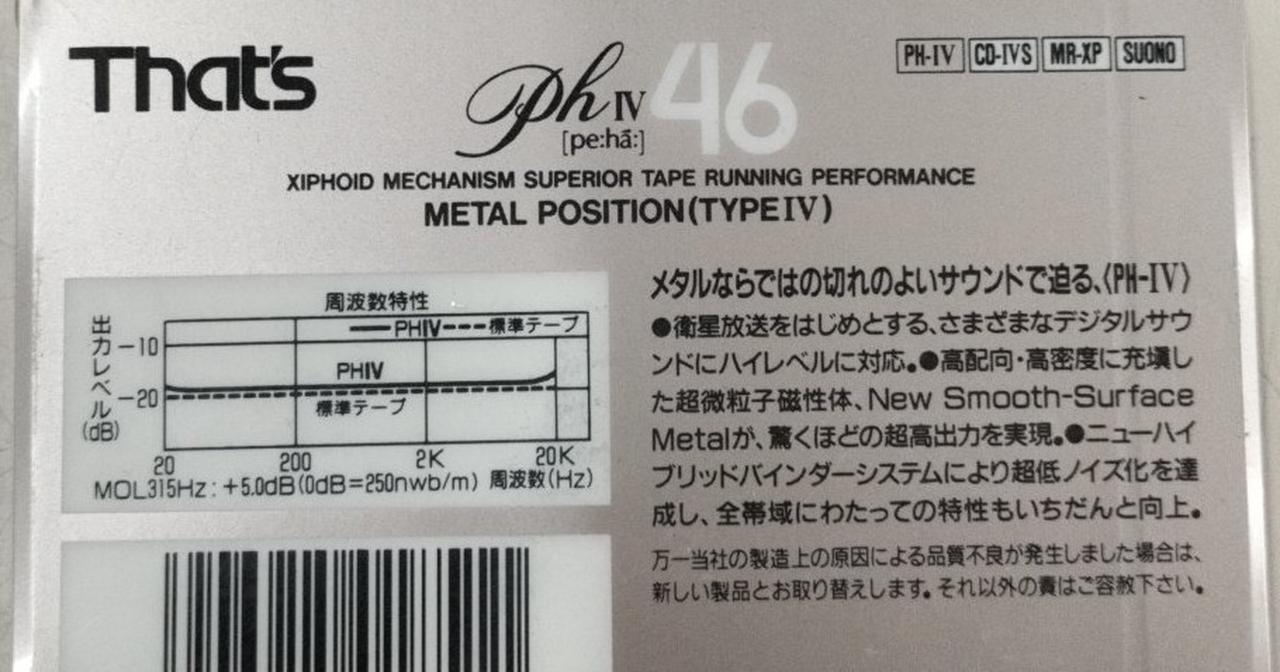 That's
Ph IV 46
[pe:hã:]
PH-IV CD-IVS MR-XP SUONO
XIPHOID MECHANISM SUPERIOR TAPE RUNNING PERFORMANCE
METAL POSITION(TYPEIV)
周波数特性
PHIV 標準テープ
出力レベル(dB)
-10
PHIV
-20
標準テープ
20 200 2K 20K
MOL315Hz:+5.0dB(0dB=250nwb/m) 周波数(Hz)
メタルならではの切れのよいサウンドで迫る、〈PH-IV〉
●衛星放送をはじめとする、さまざまなデジタルサウ
ンドにハイレベルに対応。●高配向・高密度に充塡し
た超微粒子磁性体、New Smooth-Surface
Metalが、驚くほどの超高出力を実現。●ニューハイ
ブリッドバインダーシステムにより超低ノイズ化を達
成し、全帯域にわたっての特性もいちだんと向上。
万一当社の製造上の原因による品質不良が発生しました場合は、
新しい製品とお取り替えします。それ以外の責はご容赦下さい。